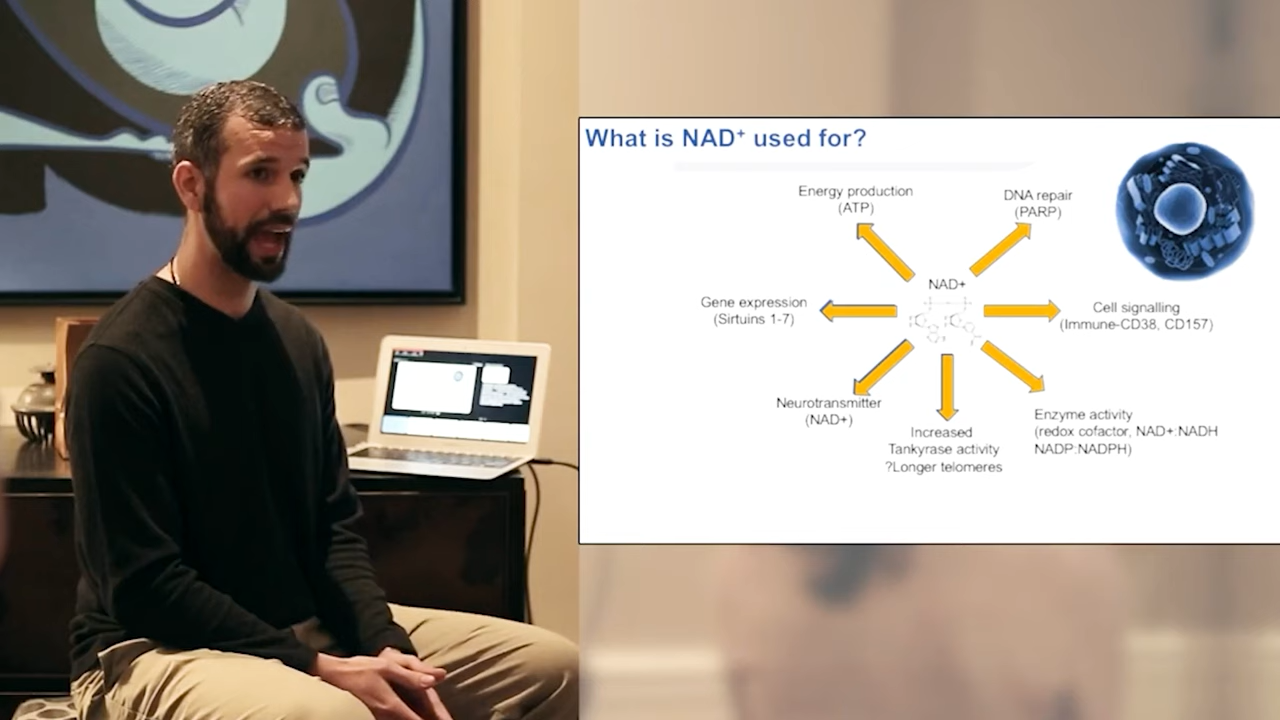 What is NAD⁺ used for?
Energy production
(ATP)
DNA repair
(PARP)
NAD+
Gene expression
(Sirtuins 1-7)
Cell signalling
(Immune-CD38, CD157)
Neurotransmitter
(NAD+)
Increased
Tankyrase activity
?Longer telomeres
Enzyme activity
(redox cofactor, NAD+:NADH
NADP:NADPH)